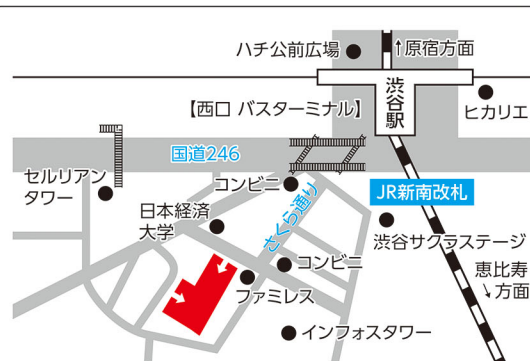 ハチ公前広場
↑原宿方面
渋谷駅
【西口 バスターミナル】
ヒカリエ
国道246
セルリアン
タワー
コンビニ
さくら通り
JR新南改札
日本経済
大学
渋谷サクラステージ
コンビニ
恵比寿
↘方面
ファミレス
インフォスタワー